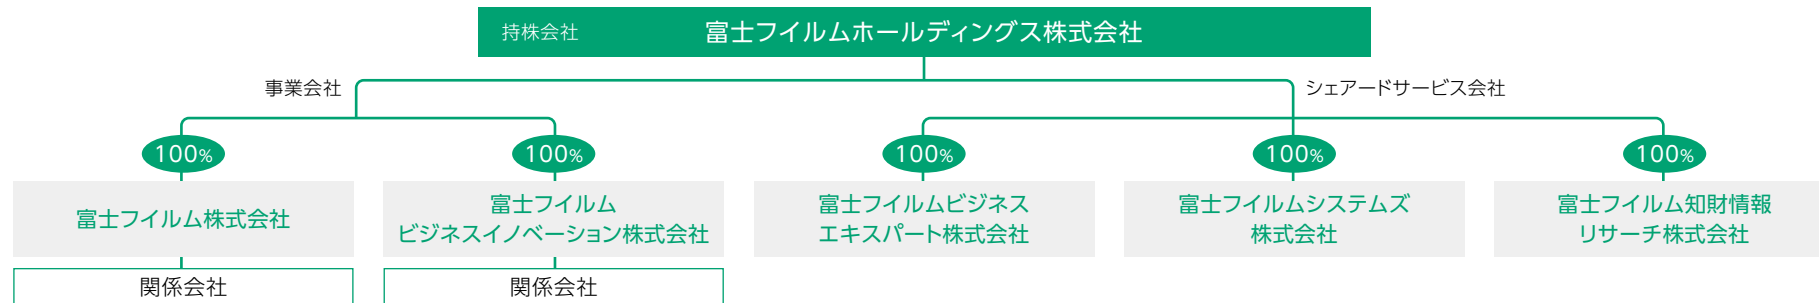 持株会社 富士フイルムホールディングス株式会社
事業会社
シェアードサービス会社
100%
100%
100%
100%
100%
富士フイルム株式会社
富士フイルム
ビジネスイノベーション株式会社
富士フイルムビジネス
エキスパート株式会社
富士フイルムシステムズ
株式会社
富士フイルム知財情報
リサーチ株式会社
関係会社
関係会社